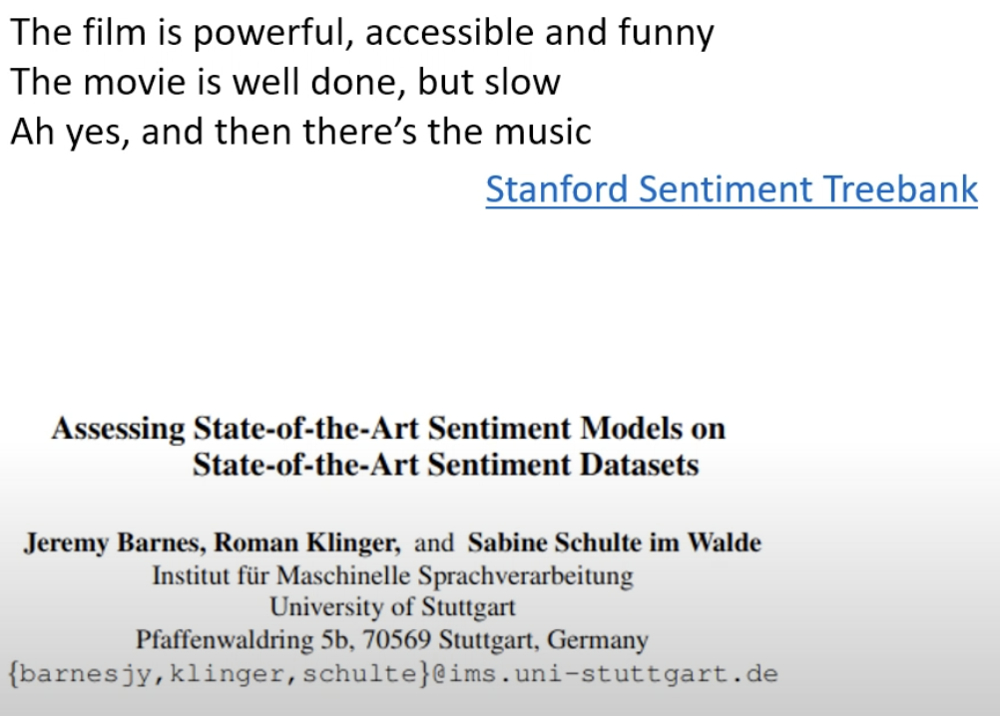 The film is powerful, accessible and funny
The movie is well done, but slow
Ah yes, and then there’s the music
Stanford Sentiment Treebank
Assessing State-of-the-Art Sentiment Models on
State-of-the-Art Sentiment Datasets
Jeremy Barnes, Roman Klinger, and Sabine Schulte im Walde
Institut für Maschinelle Sprachverarbeitung
University of Stuttgart
Pfaffenwaldring 5b, 70569 Stuttgart, Germany
{barnesjy,klinger,schulte}@ims.uni-stuttgart.de